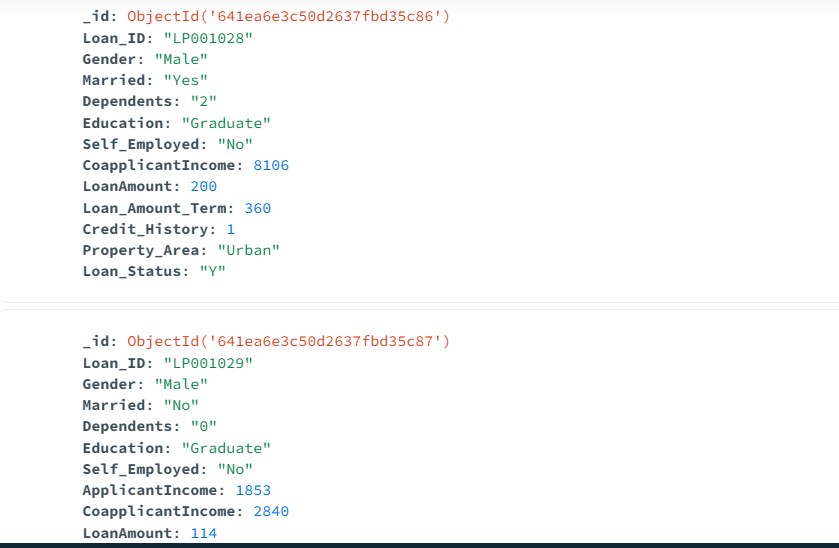 _id: ObjectId('641ea6e3c50d2637fbd35c86')
Loan_ID: "LP001028"
Gender: "Male"
Married: "Yes"
Dependents: "2"
Education: "Graduate"
Self_Employed: "No"
CoapplicantIncome: 8106
LoanAmount: 200
Loan_Amount_Term: 360
Credit_History: 1
Property_Area: "Urban"
Loan_Status: "Y"
_id: ObjectId('641ea6e3c50d2637fbd35c87')
Loan_ID: "LP001029"
Gender: "Male"
Married: "No"
Dependents: "0"
Education: "Graduate"
Self_Employed: "No"
ApplicantIncome: 1853
CoapplicantIncome: 2840
LoanAmount: 114